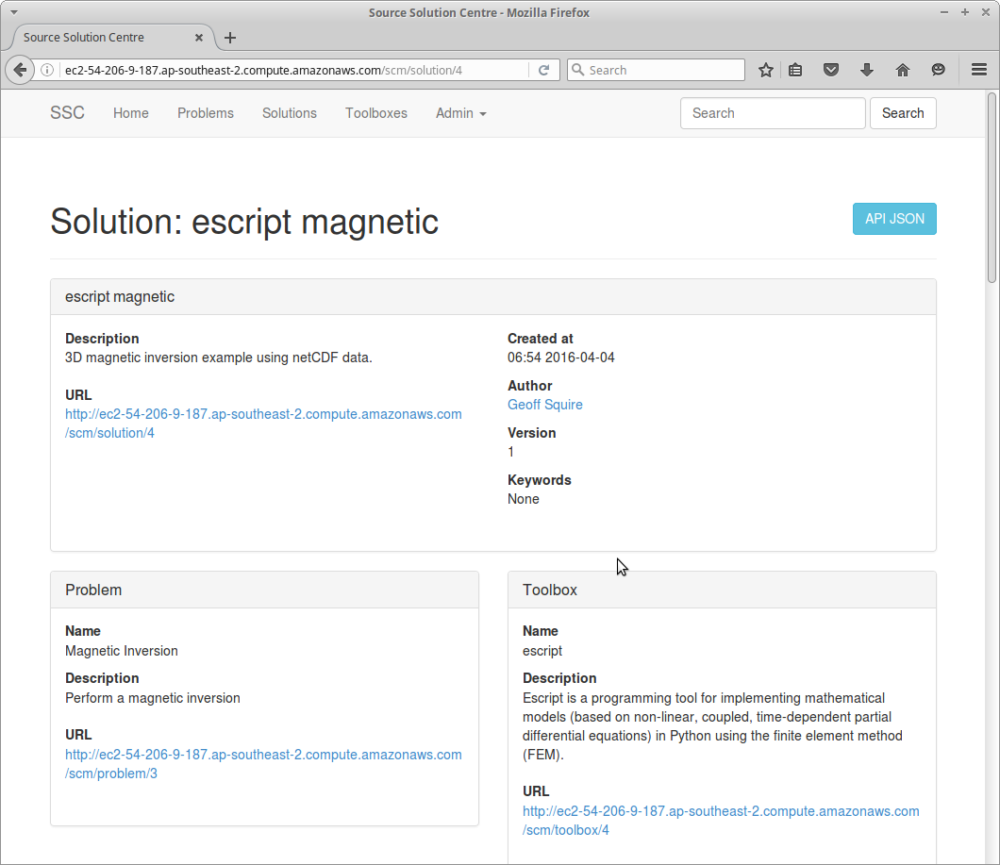 Source Solution Centre - Mozilla Firefox
Source Solution Centre
ec2-54-206-9-187.ap-southeast-2.compute.amazonaws.com/scm/solution/4
Search
SSC
Home
Problems
Solutions
Toolboxes
Admin
Search
Search
Solution: escript magnetic
API JSON
escript magnetic
Description
3D magnetic inversion example using netCDF data.
URL
http://ec2-54-206-9-187.ap-southeast-2.compute.amazonaws.com
/scm/solution/4
Created at
06:54 2016-04-04
Author
Geoff Squire
Version
1
Keywords
None
Problem
Name
Magnetic Inversion
Description
Perform a magnetic inversion
URL
http://ec2-54-206-9-187.ap-southeast-2.compute.amazonaws.com
/scm/problem/3
Toolbox
Name
escript
Description
Escript is a programming tool for implementing mathematical
models (based on non-linear, coupled, time-dependent partial
differential equations) in Python using the finite element method
(FEM).
URL
http://ec2-54-206-9-187.ap-southeast-2.compute.amazonaws.com
/scm/toolbox/4